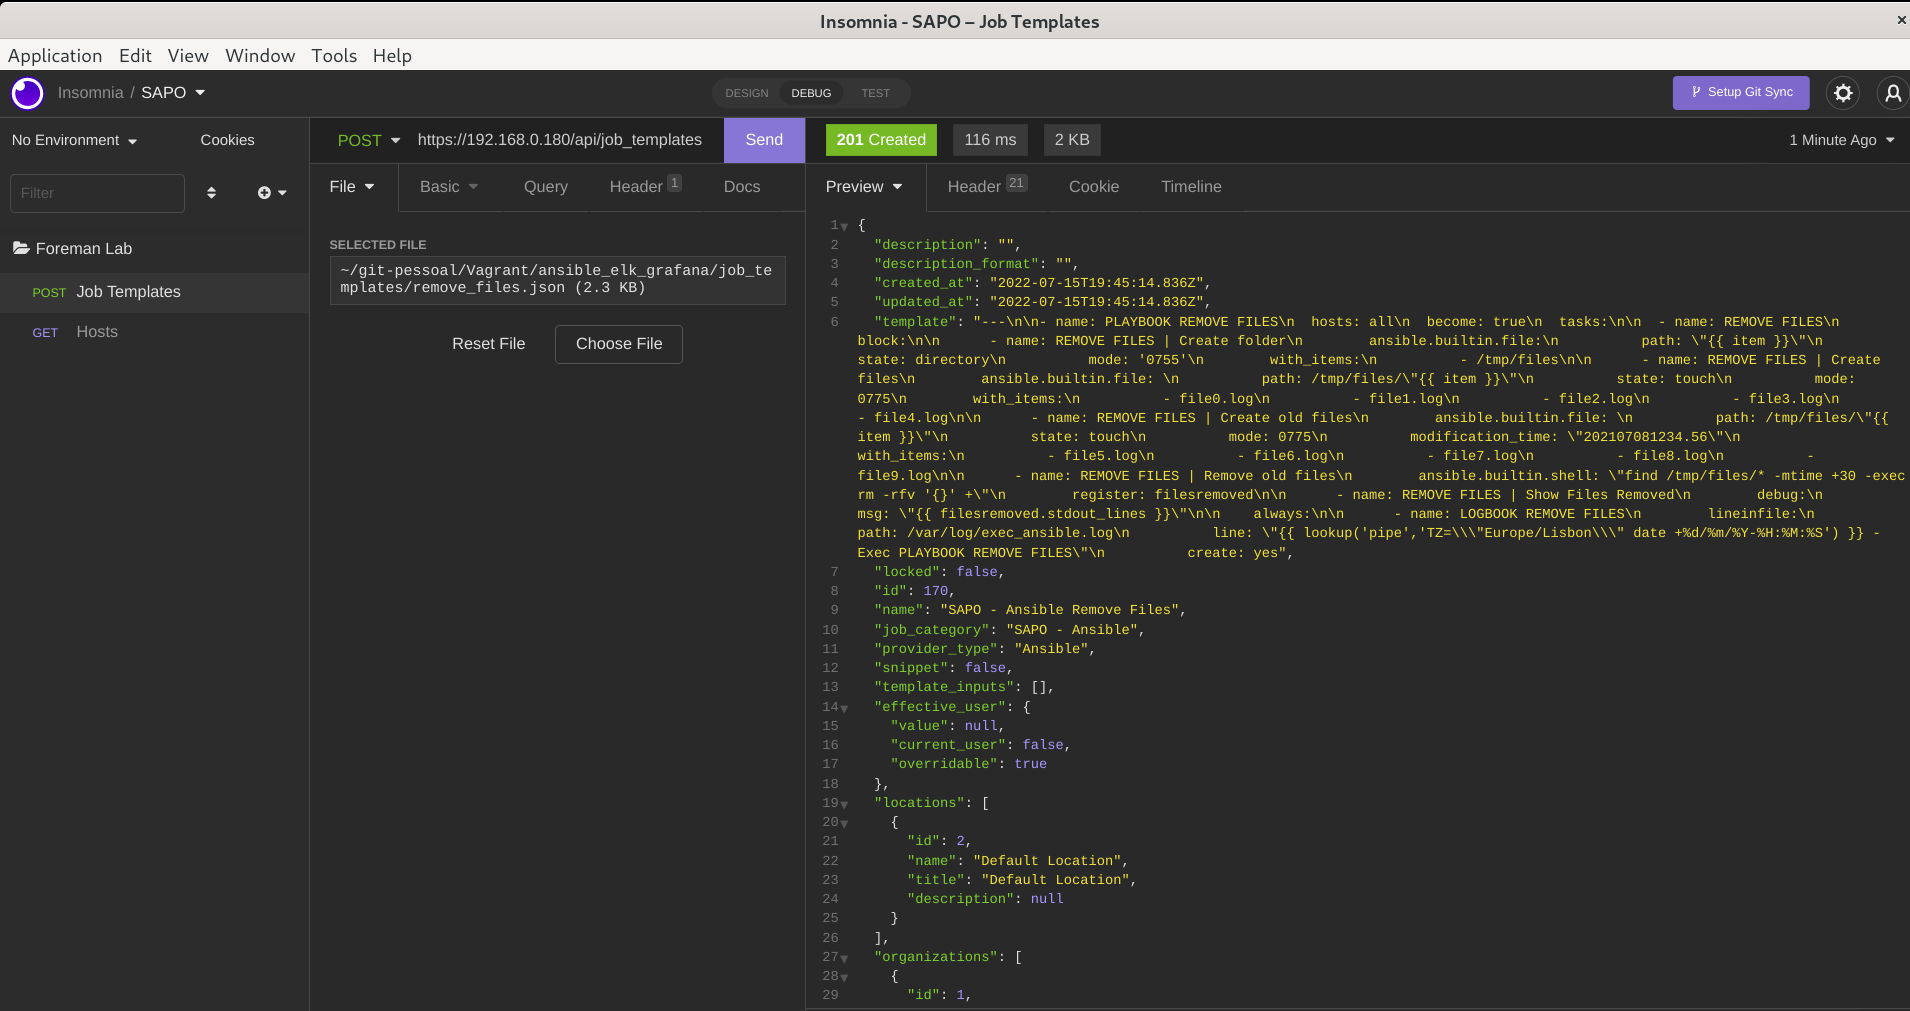 Insomnia - SAPO – Job Templates
×
Application Edit View Window Tools Help
Insomnia / SAPO
DESIGN DEBUG TEST
Setup Git Sync
No Environment
Cookies
POST https://192.168.0.180/api/job_templates Send
201 Created 116 ms 2 KB
1 Minute Ago
Filter
File Basic Query Header 1 Docs
Preview Header 21 Cookie Timeline
Foreman Lab
POST Job Templates
GET Hosts
SELECTED FILE
~/git-pessoal/Vagrant/ansible_elk_grafana/job_te
mplates/remove_files.json (2.3 KB)
Reset File Choose File
1 {
2 "description": "",
3 "description_format": "",
4 "created_at": "2022-07-15T19:45:14.836Z",
5 "updated_at": "2022-07-15T19:45:14.836Z",
6 "template": "---\n\n- name: PLAYBOOK REMOVE FILES\n  hosts: all\n  become: true\n  tasks:\n\n  - name: REMOVE FILES\n
block:\n\n      - name: REMOVE FILES | Create folder\n        ansible.builtin.file:\n          path: \"{{ item }}\"\n
state: directory\n          mode: '0755'\n        with_items:\n          - /tmp/files\n\n      - name: REMOVE FILES | Create
files\n        ansible.builtin.file: \n          path: /tmp/files/\"{{ item }}\"\n          state: touch\n          mode:
0775\n        with_items:\n          - file0.log\n          - file1.log\n          - file2.log\n          - file3.log\n
- file4.log\n\n      - name: REMOVE FILES | Create old files\n        ansible.builtin.file: \n          path: /tmp/files/\"{{
item }}\"\n          state: touch\n          mode: 0775\n          modification_time: \"202107081234.56\"\n
with_items:\n          - file5.log\n          - file6.log\n          - file7.log\n          - file8.log\n          -
file9.log\n\n      - name: REMOVE FILES | Remove old files\n        ansible.builtin.shell: \"find /tmp/files/* -mtime +30 -exec
rm -rfv '{}' +\"\n        register: filesremoved\n\n      - name: REMOVE FILES | Show Files Removed\n        debug:\n
msg: \"{{ filesremoved.stdout_lines }}\"\n\n    always:\n\n      - name: LOGBOOK REMOVE FILES\n        lineinfile:\n
path: /var/log/exec_ansible.log\n          line: \"{{ lookup('pipe','TZ=\\\"Europe/Lisbon\\\" date +%d/%m/%Y-%H:%M:%S') }} -
Exec PLAYBOOK REMOVE FILES\"\n          create: yes",
7 "locked": false,
8 "id": 170,
9 "name": "SAPO - Ansible Remove Files",
10 "job_category": "SAPO - Ansible",
11 "provider_type": "Ansible",
12 "snippet": false,
13 "template_inputs": [],
14 "effective_user": {
15 "value": null,
16 "current_user": false,
17 "overridable": true
18 },
19 "locations": [
20 {
21 "id": 2,
22 "name": "Default Location",
23 "title": "Default Location",
24 "description": null
25 }
26 ],
27 "organizations": [
28 {
29 "id": 1,